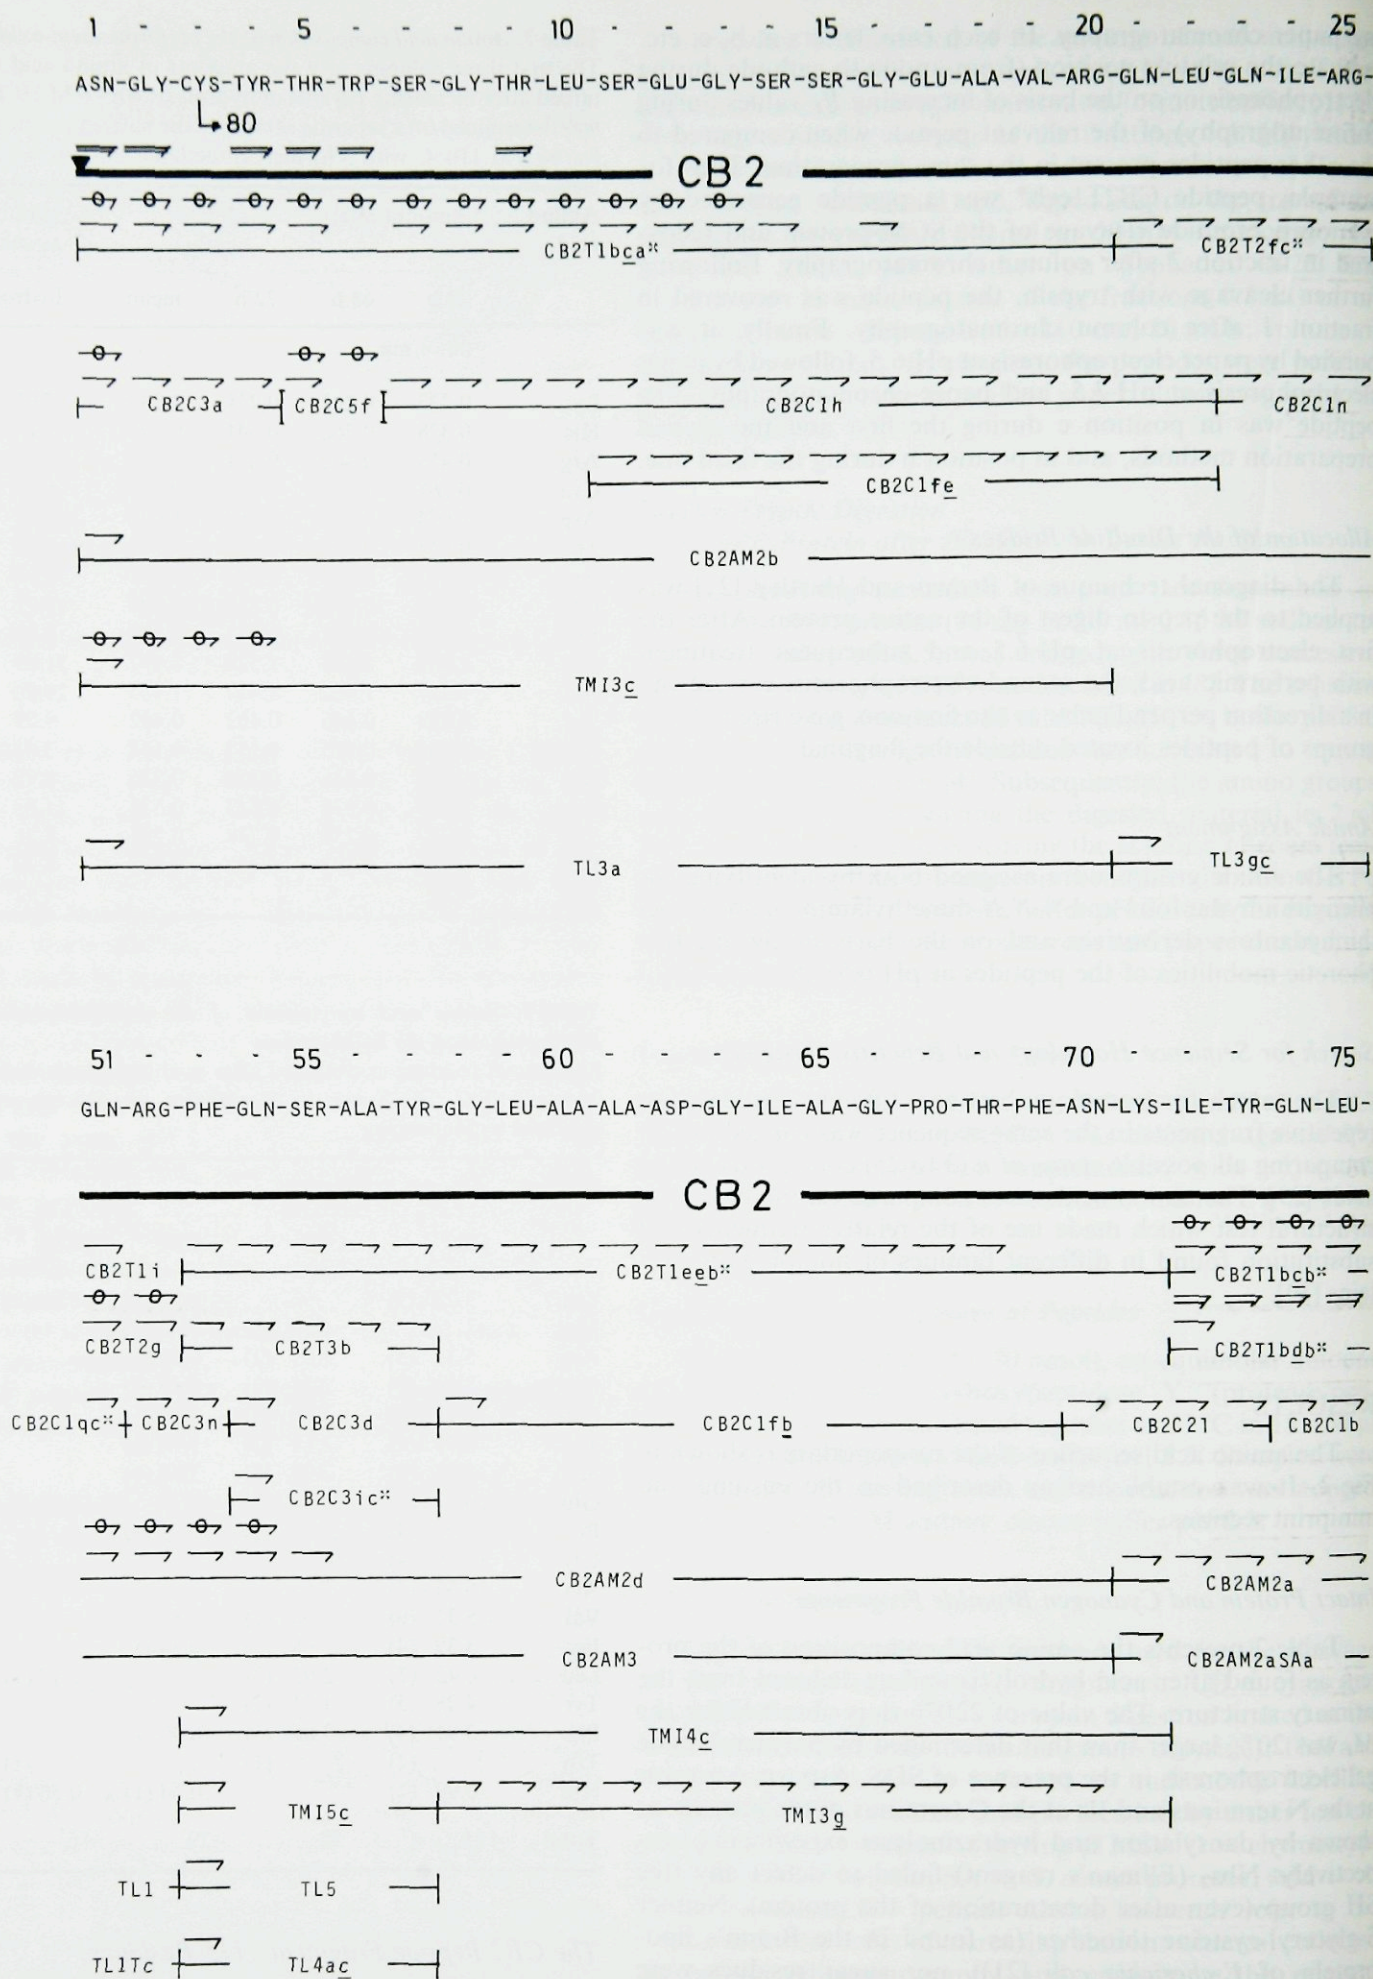 1 - - - 5 - - - - 10 - - - - 15 - - - - 20 - - - - 25
ASN-GLY-CYS-TYR-THR-TRP-SER-GLY-THR-LEU-SER-GLU-GLY-SER-SER-GLY-GLU-ALA-VAL-ARG-GLN-LEU-GLN-ILE-ARG-
80
CB2
CB2T1bca* CB2T2fc*
CB2C3a CB2C5f CB2C1h CB2C1n
CB2C1fe
CB2AM2b
TMI3c
TL3a TL3gc
51 - - - 55 - - - - 60 - - - - 65 - - - - 70 - - - - 75
GLN-ARG-PHE-GLN-SER-ALA-TYR-GLY-LEU-ALA-ALA-ASP-GLY-ILE-ALA-GLY-PRO-THR-PHE-ASN-LYS-ILE-TYR-GLN-LEU-
CB2
CB2T1i CB2T1eeb* CB2T1bcb*
CB2T2g CB2T3b CB2T1bdb*
CB2C1qc* CB2C3n CB2C3d CB2C1fb CB2C2l CB2C1b
CB2C3ic*
CB2AM2d CB2AM2a
CB2AM3 CB2AM2aSAa
TMI4c
TMI5c TMI3g
TL1 TL5
TL1Tc TL4ac